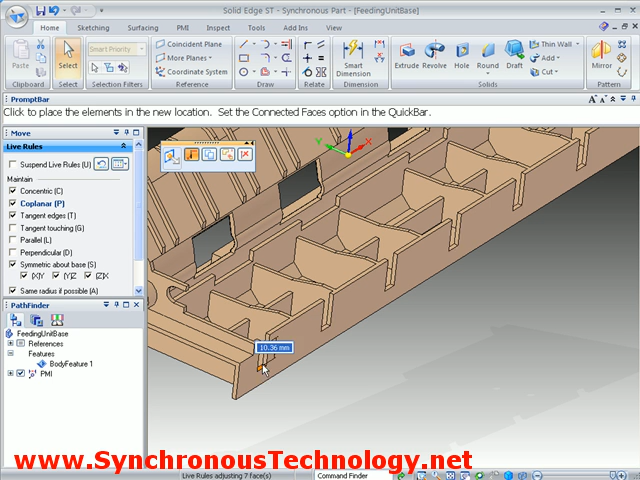 Solid Edge ST - Synchronous Part - [FeedingUnitBase]
Home Sketching Surfacing PMI Inspect Tools Add Ins View
Paste
Select
Smart Priority
Coincident Plane
More Planes
Coordinate System
Smart Dimension
Extrude
Revolve
Holes
Round
Draft
Thin Wall
Add
Cut
Mirror
Clipboard Select Selection Filters Reference Solids Pattern
PromptBar
Click to place the elements in the new location. Set the Connected Faces option in the QuickBar.
Move
Live Rules
Suspend Live Rules (U)
Maintain
Concentric (C)
Coplanar (P)
Tangent edges (T)
Tangent touching (G)
Parallel (L)
Perpendicular (D)
Symmetric about base (S)
(X)Y (Y)Z (Z)X
Same radius if possible (A)
PathFinder
FeedingUnitBase
References
Features
BodyFeature 1
PMI
Y
X
10.36 mm
www.SynchronousTechnology.net
Live Rules adjusting 7 face(s)
Command Finder